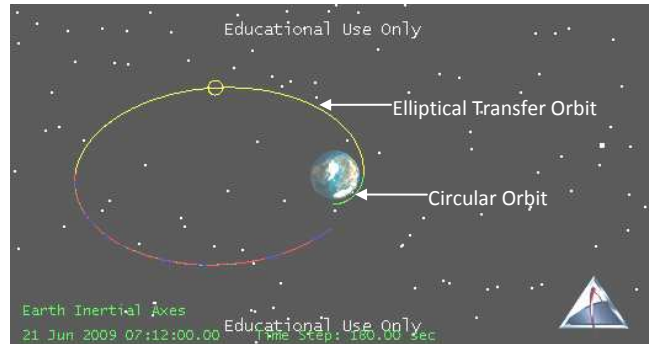 Educational Use Only
Elliptical Transfer Orbit
Circular Orbit
Earth Inertial Axes
21 Jun 2009 07:12:00.00
Educational Use Only
Time Step: 180.00 sec